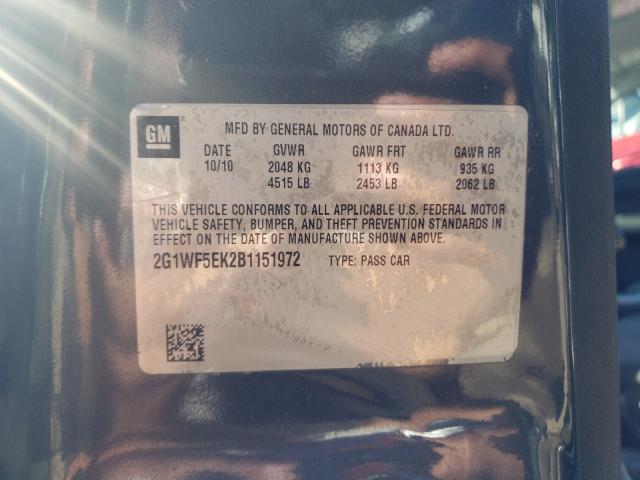 GM
MFD BY GENERAL MOTORS OF CANADA LTD.
DATE GVWR GAWR FRT GAWR RR
10/10 2048 KG 1113 KG 935 KG
4515 LB 2453 LB 2062 LB
THIS VEHICLE CONFORMS TO ALL APPLICABLE U.S. FEDERAL MOTOR
VEHICLE SAFETY, BUMPER, AND THEFT PREVENTION STANDARDS IN
EFFECT ON THE DATE OF MANUFACTURE SHOWN ABOVE.
2G1WF5EK2B1151972 TYPE: PASS CAR